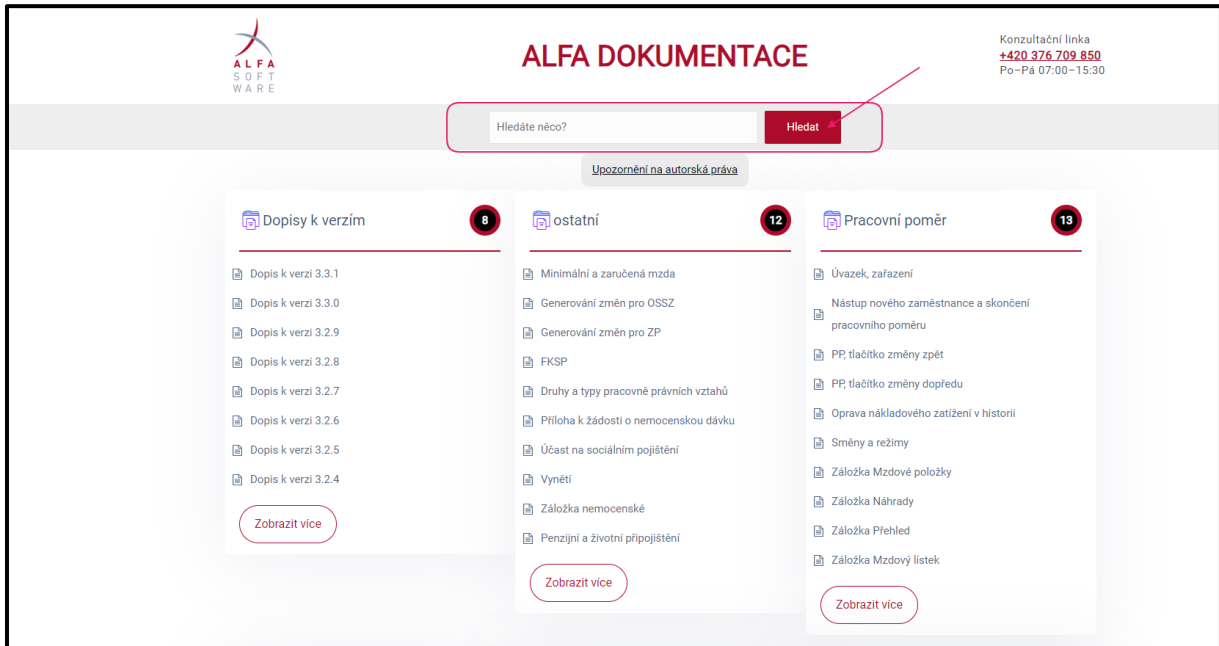 ALFA
SOFT
WARE
ALFA DOKUMENTACE
Konzultační linka
+420 376 709 850
Po–Pá 07:00–15:30
Hledáte něco?
Hledat
Upozornění na autorská práva
Dopisy k verzím
8
Dopis k verzi 3.3.1
Dopis k verzi 3.3.0
Dopis k verzi 3.2.9
Dopis k verzi 3.2.8
Dopis k verzi 3.2.7
Dopis k verzi 3.2.6
Dopis k verzi 3.2.5
Dopis k verzi 3.2.4
Zobrazit více
ostatní
12
Minimální a zaručená mzda
Generování změn pro OSSZ
Generování změn pro ZP
FKSP
Druhy a typy pracovně právních vztahů
Příloha k žádosti o nemocenskou dávku
Účast na sociálním pojištění
Vynětí
Záložka nemocenské
Penzijní a životní připojištění
Zobrazit více
Pracovní poměr
13
Úvazek, zařazení
Nástup nového zaměstnance a skončení
pracovního poměru
PP, tlačítko změny zpět
PP, tlačítko změny dopředu
Oprava nákladového zatížení v historii
Směny a režimy
Záložka Mzdové položky
Záložka Náhrady
Záložka Přehled
Záložka Mzdový lístek
Zobrazit více